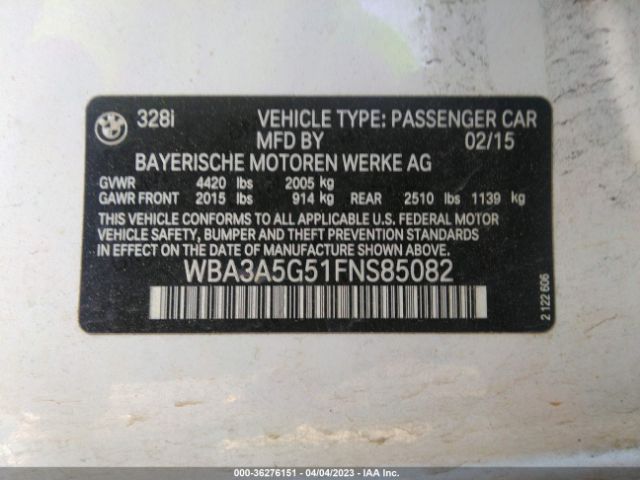 328i VEHICLE TYPE: PASSENGER CAR
MFD BY 02/15
BAYERISCHE MOTOREN WERKE AG
GVWR 4420 lbs 2005 kg
GAWR FRONT 2015 lbs 914 kg REAR 2510 lbs 1139 kg
THIS VEHICLE CONFORMS TO ALL APPLICABLE U.S. FEDERAL MOTOR
VEHICLE SAFETY, BUMPER AND THEFT PREVENTION STANDARDS
IN EFFECT ON THE DATE OF MANUFACTURE SHOWN ABOVE.
WBA3A5G51FNS85082
2 122 606
000-36276151 - 04/04/2023 - IAA Inc.